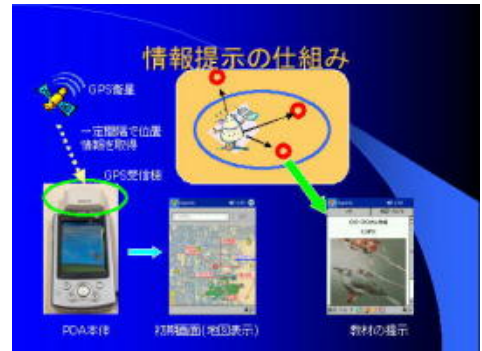 情報提示の仕組み
GPS衛星
一定間隔で位置
情報を取得
GPS受信機
PDA本体
初期画面(地図表示)
教材の提示